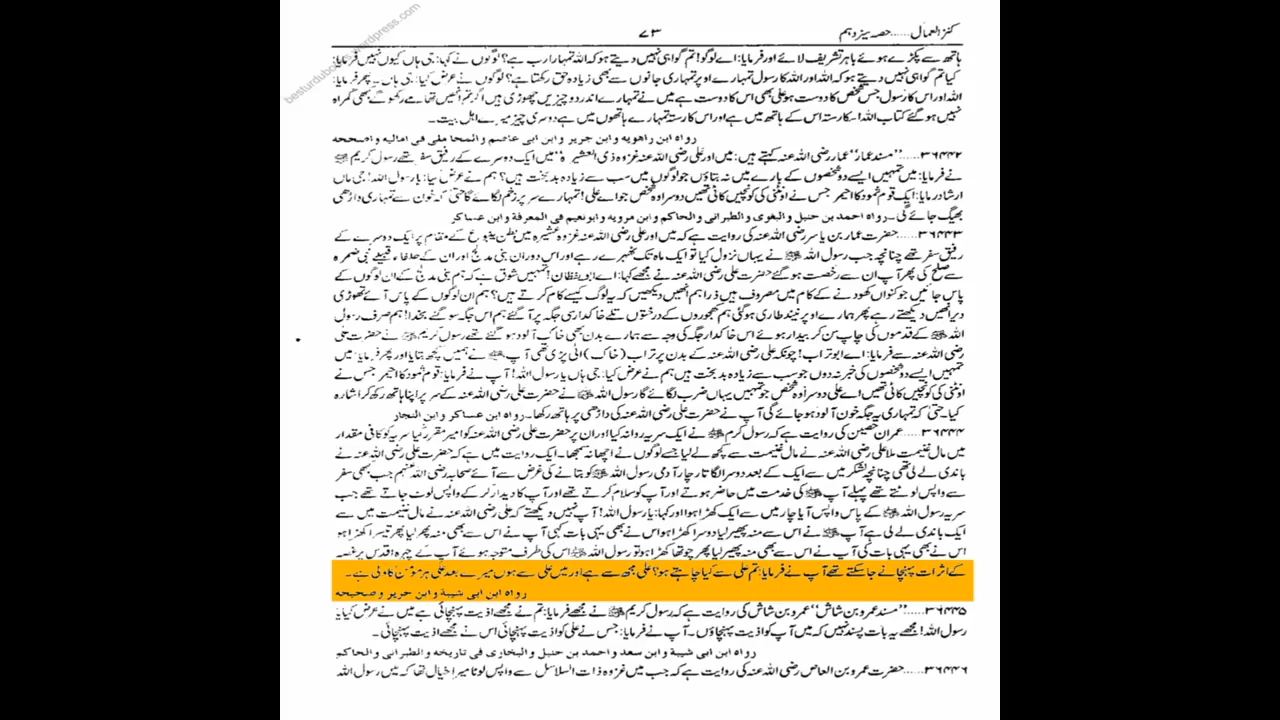 کنز العمال ...... حصہ سیزدہم ۷۳
besturdubooks.wordpress.com
ہاتھ سے پکڑے ہوئے باہر تشریف لائے اور فرمایا: اے لوگو! تم گواہی نہیں دیتے ہو کہ اللہ تمہارا رب ہے؟ لوگوں نے کہا: جی ہاں کیوں نہیں فرمایا:
کیا تم گواہی نہیں دیتے ہو کہ اللہ اور اللہ کا رسول تمہارے اوپر تمہاری جانوں سے بھی زیادہ حق رکھتا ہے؟ لوگوں نے عرض کیا: جی ہاں۔ پھر فرمایا:
اللہ اور اس کا رسول جس شخص کا دوست ہو علی بھی اس کا دوست ہے میں نے تمہارے اندر دو چیزیں چھوڑی ہیں اگر تم انھیں تھامے رکھو گے بھی گمراہ
نہیں ہو گئے کتاب اللہ اسکا رستہ اس کے ہاتھ میں ہے اور اس کا رستہ تمہارے ہاتھوں میں ہے دوسری چیز میرے اہل بیت۔
رواہ ابن راھویہ وابن جریر وابن ابی عاصم والمحاملی فی امالیہ وصححہ
۳۶۴۴۲...... "مسند عمار" عمار رضی اللہ عنہ کہتے ہیں: میں اور علی رضی اللہ عنہ غزوہ ذی العشیرہ میں ایک دوسرے کے رفیق سفر تھے رسول کریم ﷺ
نے فرمایا: میں تمہیں ایسے دو شخصوں کے بارے میں نہ بتاؤں جو لوگوں میں سب سے زیادہ بدبخت ہیں؟ ہم نے عرض کیا: یا رسول اللہ! جی ہاں
ارشاد رمایا: ایک قوم ثمود کا احیمر جس نے اونٹنی کی کونچیں کاٹی تھیں دوسرا وہ شخص جو اے علی! تمہارے سر پر زخم لگائے گا حتیٰ کہ خون سے تمہاری داڑھی
بھیگ جائے گی۔ رواہ احمد بن حنبل والبغوی والطبرانی والحاکم وابن مرویہ وابونعیم فی المعرفة وابن عساکر
۳۶۴۴۳...... حضرت عمار بن یاسر رضی اللہ عنہ کی روایت ہے کہ میں اور علی رضی اللہ عنہ غزوہ عشیرہ میں بطن ینبوع کے مقام پر ایک دوسرے کے
رفیق سفر تھے چنانچہ جب رسول اللہ ﷺ نے یہاں نزول کیا تو ایک ماہ تک ٹھہرے رہے اور اس دوران بنی مدلج اور ان کے حلفاء قبیلے بنی ضمرہ
سے صلح کی پھر آپ ان سے رخصت ہو گئے حضرت علی رضی اللہ عنہ نے مجھے کہا: اے ابویقظان! تمہیں شوق ہے کہ ہم بنی مدلج کے ان لوگوں کے
پاس جائیں جو کنواں کھودنے کے کام میں مصروف ہیں ذرا ہم انھیں دیکھیں کہ یہ لوگ کیسے کام کرتے ہیں؟ ہم ان لوگوں کے پاس آئے تھوڑی
دیر انھیں دیکھتے رہے پھر ہمارے اوپر نیند طاری ہو گئی ہم کھجوروں کے درختوں تلے خاکدار سی جگہ پر آگئے ہم اس جگہ سو گئے بخدا! ہم صرف رسول
اللہ ﷺ کے قدموں کی چاپ سن کر بیدار ہوئے اس خاکدار جگہ کی وجہ سے ہمارے بدن بھی خاک آلود ہو گئے تھے رسول کریم ﷺ نے حضرت علی
رضی اللہ عنہ سے فرمایا: اے ابوتراب! چونکہ علی رضی اللہ عنہ کے بدن پر تراب (خاک) اٹی پڑی تھی آپ ﷺ نے ہمیں کچھ بتایا اور پھر فرمایا: میں
تمہیں ایسے دو شخصوں کی خبر نہ دوں جو سب سے زیادہ بدبخت ہیں ہم نے عرض کیا: جی ہاں یا رسول اللہ! آپ نے فرمایا: قوم ثمود کا احیمر جس نے
اونٹنی کی کونچیں کاٹی تھیں اے علی دوسرا وہ شخص جو تمہیں یہاں ضرب لگائے گا رسول اللہ ﷺ نے حضرت علی رضی اللہ عنہ کے سر پر اپنا ہاتھ رکھ کر اشارہ
کیا۔ حتیٰ کہ تمہاری یہ جگہ خون آلود ہو جائے گی آپ نے حضرت علی رضی اللہ عنہ کی داڑھی پر ہاتھ رکھا۔ رواہ ابن عساکر وابن النجار
۳۶۴۴۴...... عمران حصین کی روایت ہے کہ رسول کرم ﷺ نے ایک سریہ روانہ کیا اور ان پر حضرت علی رضی اللہ عنہ کو امیر مقرر کیا سریہ کو کافی مقدار
میں مال غنیمت ملا علی رضی اللہ عنہ نے مال غنیمت سے کچھ لے لیا جسے لوگوں نے اچھا نہ سمجھا۔ ایک روایت میں ہے کہ حضرت علی رضی اللہ عنہ نے
باندی لے لی تھی چنانچہ لشکر میں سے ایک کے بعد دوسرا لگا تار چار آدمی رسول اللہ ﷺ کو بتانے کی غرض سے آئے صحابہ رضی اللہ عنہم جب بھی سفر
سے واپس لوٹتے تھے پہلے آپ ﷺ کی خدمت میں حاضر ہوتے اور آپ کو سلام کرتے تھے اور آپ کا دیدار کر کے واپس لوٹ جاتے تھے جب
سریہ رسول اللہ ﷺ کے پاس واپس آیا چار میں سے ایک کھڑا ہوا اور کہا: یا رسول اللہ! آپ نہیں دیکھتے کہ علی رضی اللہ عنہ نے مال غنیمت میں سے
ایک باندی لے لی ہے آپ ﷺ نے اس سے منہ پھیر لیا دوسرا کھڑا ہوا اس نے بھی یہی بات کہی آپ نے اس سے بھی منہ پھیر لیا پھر تیسرا کھڑا ہوا
اس نے بھی یہی بات کی آپ نے اس سے بھی منہ پھیر لیا پھر چوتھا کھڑا ہوا تو رسول اللہ ﷺ اس کی طرف متوجہ ہوئے آپ کے چہرہ اقدس پر غصہ
کے اثرات پہنچانے جاسکتے تھے آپ نے فرمایا: تم علی سے کیا چاہتے ہو؟ علی مجھ سے ہے اور میں علی سے ہوں میرے بعد علی ہر مؤمن کا ولی ہے۔
رواہ ابن ابی شیبة وابن جریر وصححہ
۳۶۴۴۵...... "مسند عمرو بن شاش" عمرو بن شاش کی روایت ہے کہ رسول کریم ﷺ نے مجھے فرمایا: تم نے مجھے اذیت پہنچائی ہے میں نے عرض کیا یا
رسول اللہ! مجھے یہ بات پسند نہیں کہ میں آپ کو اذیت پہنچاؤں۔ آپ نے فرمایا: جس نے علی کو اذیت پہنچائی اس نے مجھے اذیت پہنچائی۔
رواہ ابن ابی شیبة وابن سعد واحمد بن حنبل والبخاری فی تاریخہ والطبرانی والحاکم
۳۶۴۴۶...... حضرت عمرو بن العاص رضی اللہ عنہ کی روایت ہے کہ جب میں غزوہ ذات السلاسل سے واپس لوٹا میرا خیال تھا کہ میں رسول اللہ